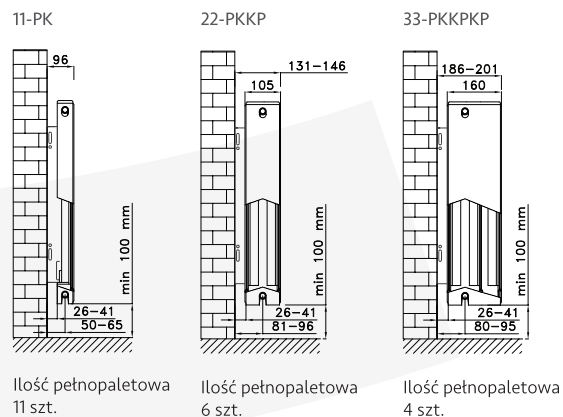 11-PK
22-PKKP
33-PKKPKP
96
131-146
105
186-201
160
min 100 mm
min 100 mm
min 100 mm
26-41
50-65
26-41
81-96
26-41
80-95
Ilość pełnopaletowa
11 szt.
Ilość pełnopaletowa
6 szt.
Ilość pełnopaletowa
4 szt.